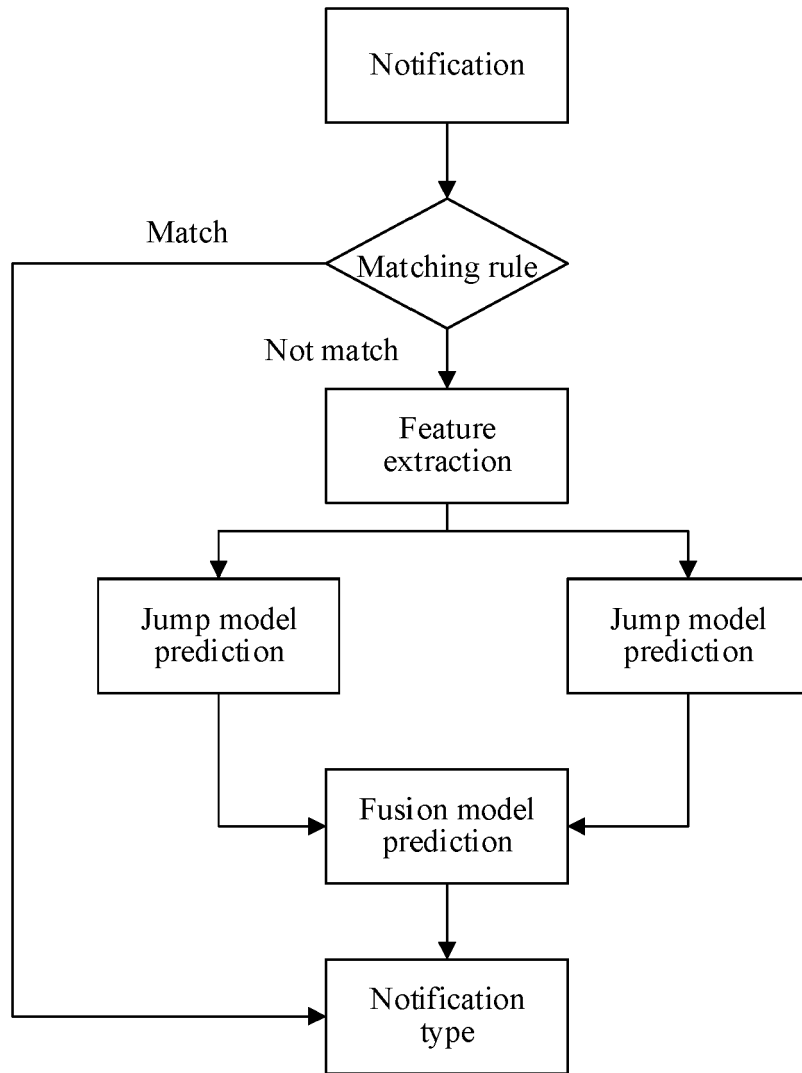 Notification
Match
Matching rule
Not match
Feature
extraction
Jump model
prediction
Jump model
prediction
Fusion model
prediction
Notification
type